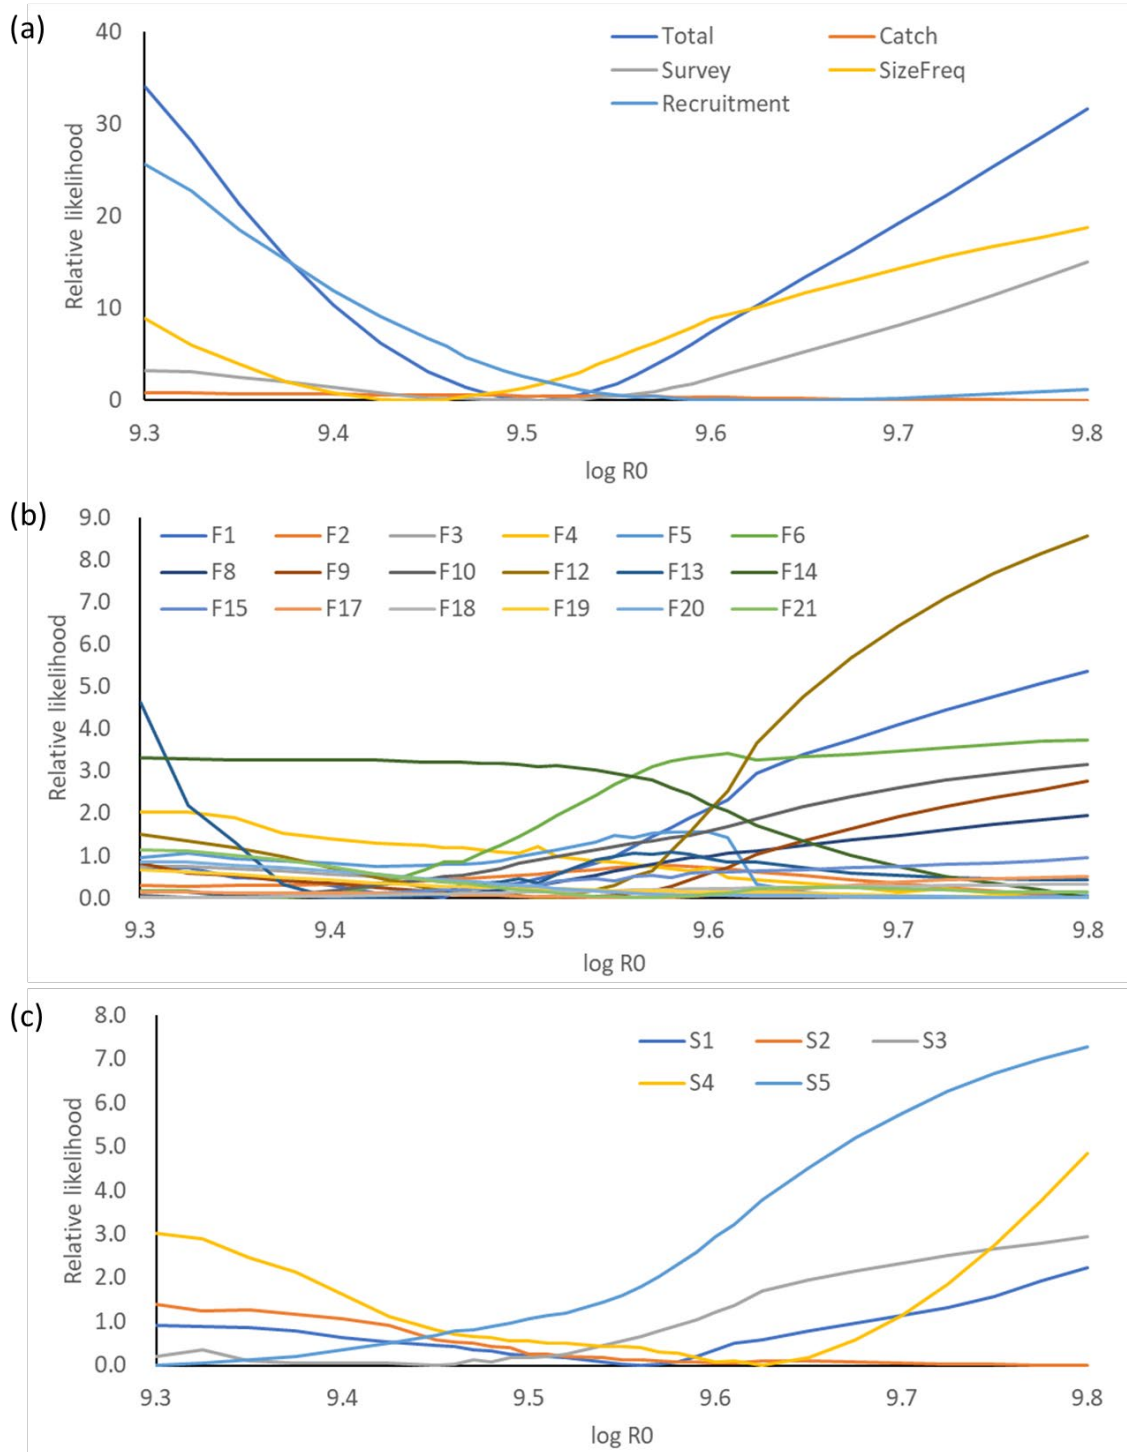 (a)
40
30
20
10
0
Relative likelihood
Total Catch
Survey SizeFreq
Recruitment
9.3 9.4 9.5 9.6 9.7 9.8
log R0
(b)
9.0
8.0
7.0
6.0
5.0
4.0
3.0
2.0
1.0
0.0
Relative likelihood
F1 F2 F3 F4 F5 F6
F8 F9 F10 F12 F13 F14
F15 F17 F18 F19 F20 F21
9.3 9.4 9.5 9.6 9.7 9.8
log R0
(c)
8.0
7.0
6.0
5.0
4.0
3.0
2.0
1.0
0.0
Relative likelihood
S1 S2 S3
S4 S5
9.3 9.4 9.5 9.6 9.7 9.8
log R0